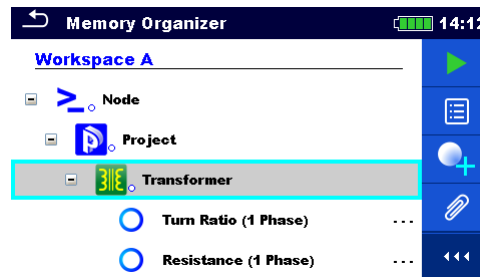 Memory Organizer 14:12
Workspace A
Node
Project
Transformer
Turn Ratio (1 Phase) ...
Resistance (1 Phase) ...